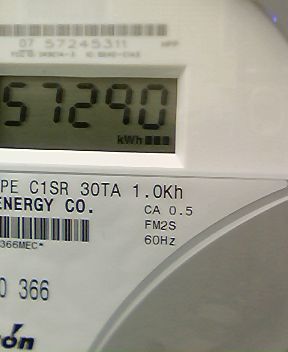 07 57245311
57290
kWh
PE C1SR 30TA 1.0Kh
ENERGY CO.
CA 0.5
FM2S
366MEC*
60Hz
0 366
rón